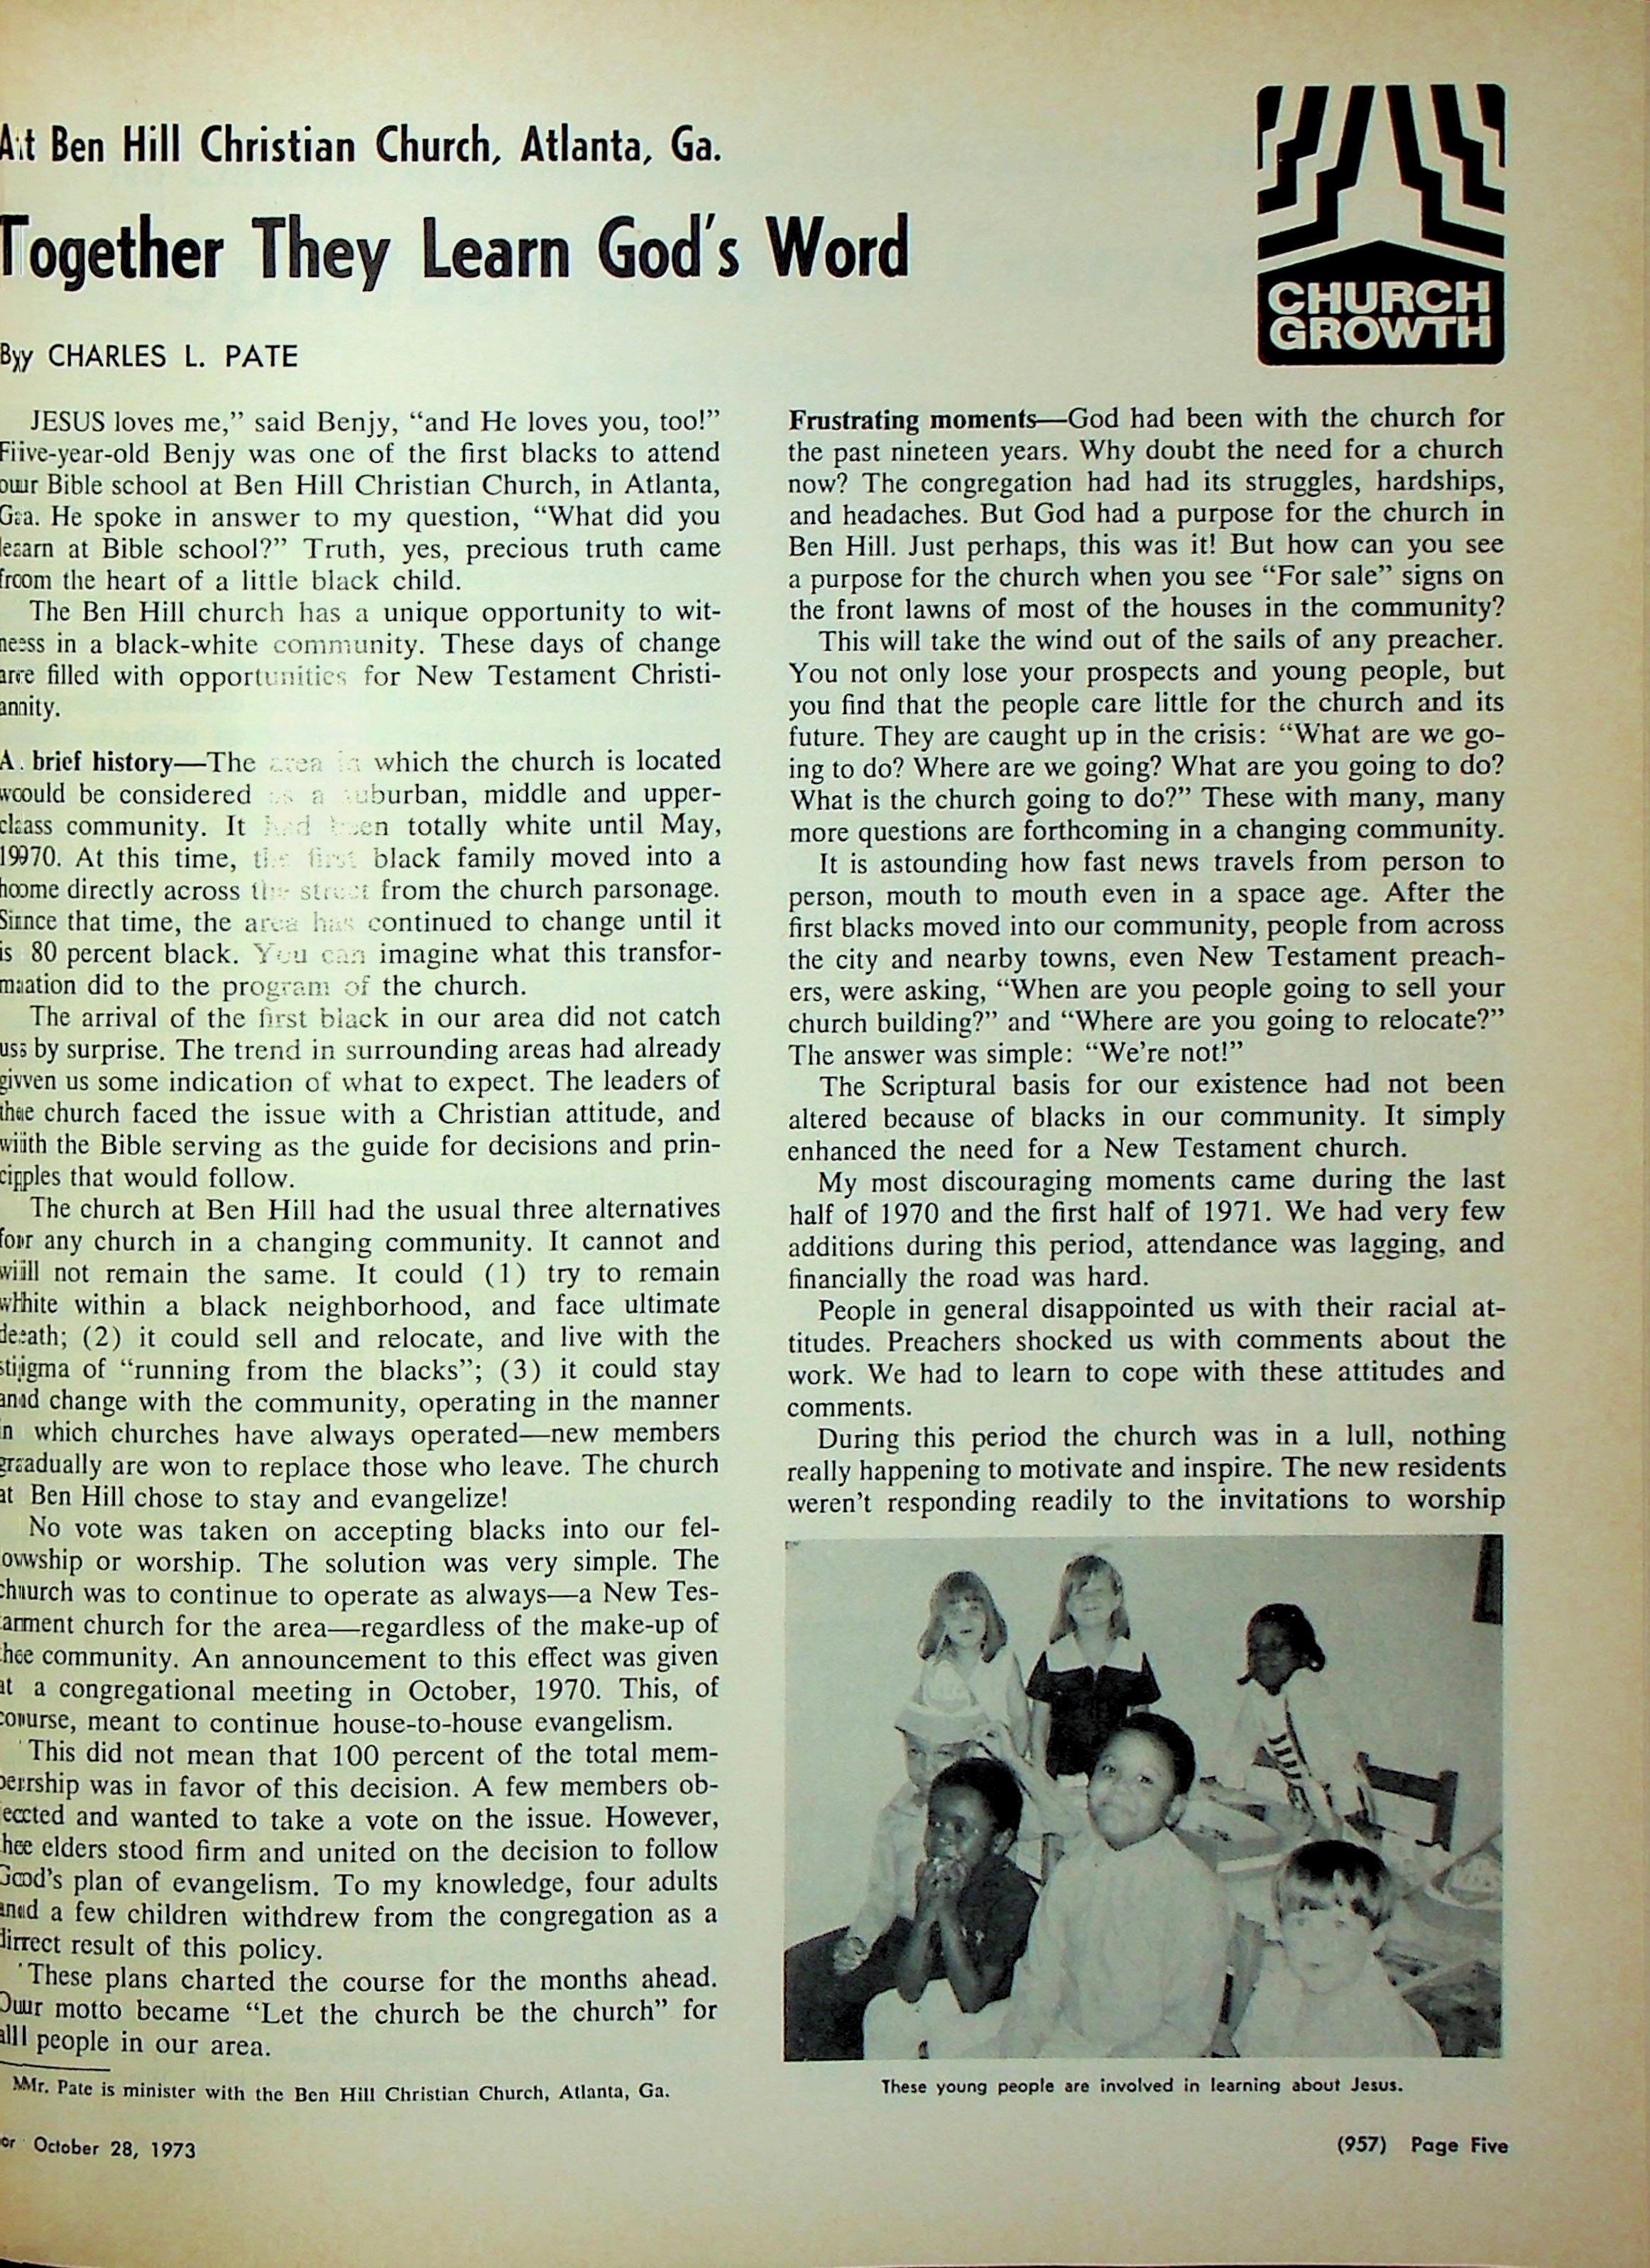 At Ben Hill Christian Church, Atlanta, Ga.
Together They Learn God's Word
By CHARLES L. PATE
CHURCH
GROWTH
JESUS loves me,” said Benjy, “and He loves you, too!”
Five-year-old Benjy was one of the first blacks to attend
our Bible school at Ben Hill Christian Church, in Atlanta,
Ga. He spoke in answer to my question, “What did you
learn at Bible school?” Truth, yes, precious truth came
from the heart of a little black child.
The Ben Hill church has a unique opportunity to wit-
ness in a black-white community. These days of change
are filled with opportunities for New Testament Christi-
anity.
A brief history—The area in which the church is located
would be considered as a suburban, middle and upper-
class community. It had been totally white until May,
1970. At this time, the first black family moved into a
home directly across the street from the church parsonage.
Since that time, the area has continued to change until it
is 80 percent black. You can imagine what this transfor-
mation did to the program of the church.
The arrival of the first black in our area did not catch
us by surprise. The trend in surrounding areas had already
given us some indication of what to expect. The leaders of
the church faced the issue with a Christian attitude, and
with the Bible serving as the guide for decisions and prin-
ciples that would follow.
The church at Ben Hill had the usual three alternatives
for any church in a changing community. It cannot and
will not remain the same. It could (1) try to remain
white within a black neighborhood, and face ultimate
death; (2) it could sell and relocate, and live with the
stigma of “running from the blacks”; (3) it could stay
and change with the community, operating in the manner
in which churches have always operated—new members
gradually are won to replace those who leave. The church
at Ben Hill chose to stay and evangelize!
No vote was taken on accepting blacks into our fel-
lowship or worship. The solution was very simple. The
church was to continue to operate as always—a New Tes-
tament church for the area—regardless of the make-up of
the community. An announcement to this effect was given
at a congregational meeting in October, 1970. This, of
course, meant to continue house-to-house evangelism.
This did not mean that 100 percent of the total mem-
bership was in favor of this decision. A few members ob-
jected and wanted to take a vote on the issue. However,
the elders stood firm and united on the decision to follow
God's plan of evangelism. To my knowledge, four adults
and a few children withdrew from the congregation as a
direct result of this policy.
These plans charted the course for the months ahead.
Our motto became “Let the church be the church” for
all people in our area.
Mr. Pate is minister with the Ben Hill Christian Church, Atlanta, Ga.
Frustrating moments—God had been with the church for
the past nineteen years. Why doubt the need for a church
now? The congregation had had its struggles, hardships,
and headaches. But God had a purpose for the church in
Ben Hill. Just perhaps, this was it! But how can you see
a purpose for the church when you see “For sale” signs on
the front lawns of most of the houses in the community?
This will take the wind out of the sails of any preacher.
You not only lose your prospects and young people, but
you find that the people care little for the church and its
future. They are caught up in the crisis: “What are we go-
ing to do? Where are we going? What are you going to do?
What is the church going to do?” These with many, many
more questions are forthcoming in a changing community.
It is astounding how fast news travels from person to
person, mouth to mouth even in a space age. After the
first blacks moved into our community, people from across
the city and nearby towns, even New Testament preach-
ers, were asking, “When are you people going to sell your
church building?” and “Where are you going to relocate?”
The answer was simple: “We're not!”
The Scriptural basis for our existence had not been
altered because of blacks in our community. It simply
enhanced the need for a New Testament church.
My most discouraging moments came during the last
half of 1970 and the first half of 1971. We had very few
additions during this period, attendance was lagging, and
financially the road was hard.
People in general disappointed us with their racial at-
titudes. Preachers shocked us with comments about the
work. We had to learn to cope with these attitudes and
comments.
During this period the church was in a lull, nothing
really happening to motivate and inspire. The new residents
weren't responding readily to the invitations to worship
These young people are involved in learning about Jesus.
or October 28, 1973
(957) Page Five